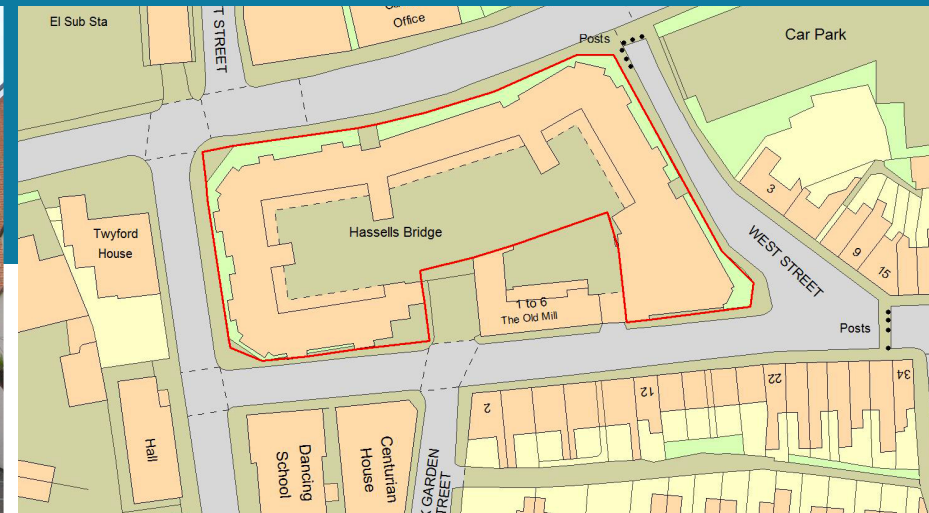 El Sub Sta
T STREET
Office
Posts
Car Park
Twyford
House
Hassells Bridge
3
WEST STREET
9
15
1 to 6
The Old Mill
Posts
2
12
22
34
Hall
Dancing
School
Centurian
House
GARDEN